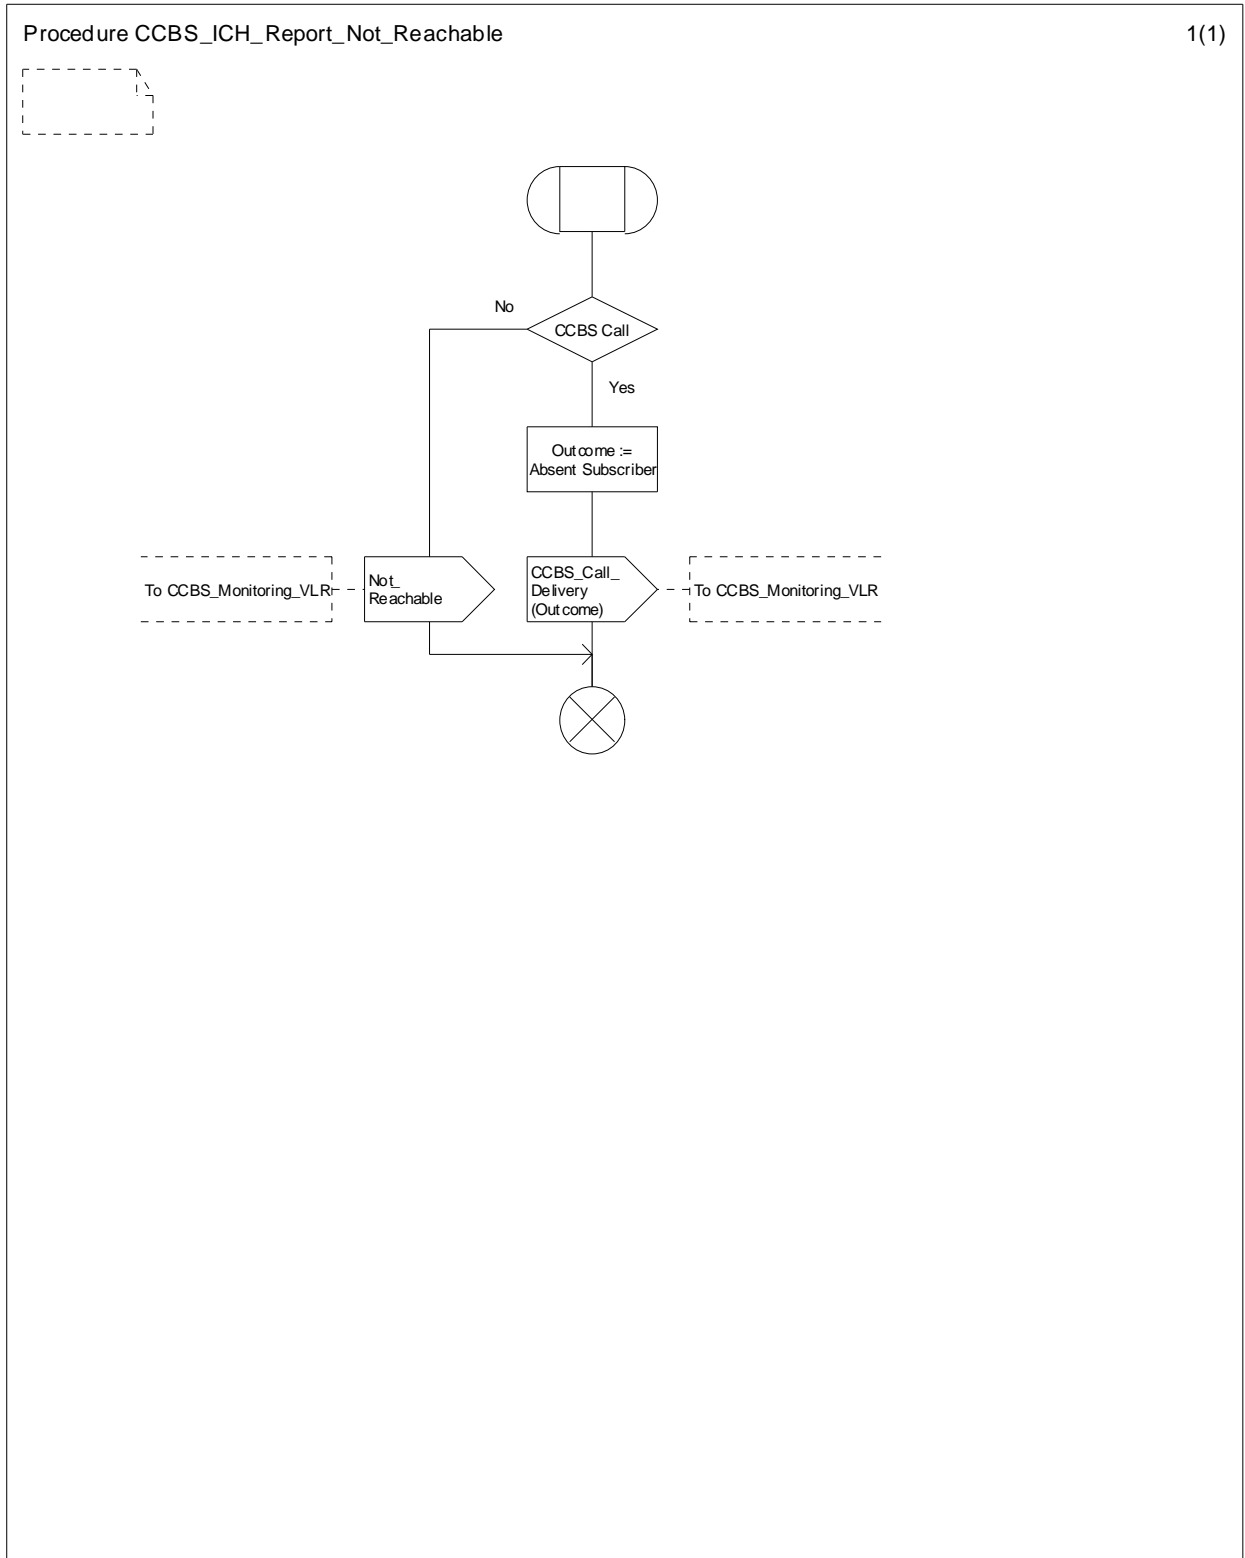 Procedure CCBS_ICH_Report_Not_Reachable
1(1)
No
CCBS Call
Yes
Outcome :=
Absent Subscriber
To CCBS_Monitoring_VLR
Not_
Reachable
CCBS_Call_
Delivery
(Outcome)
To CCBS_Monitoring_VLR